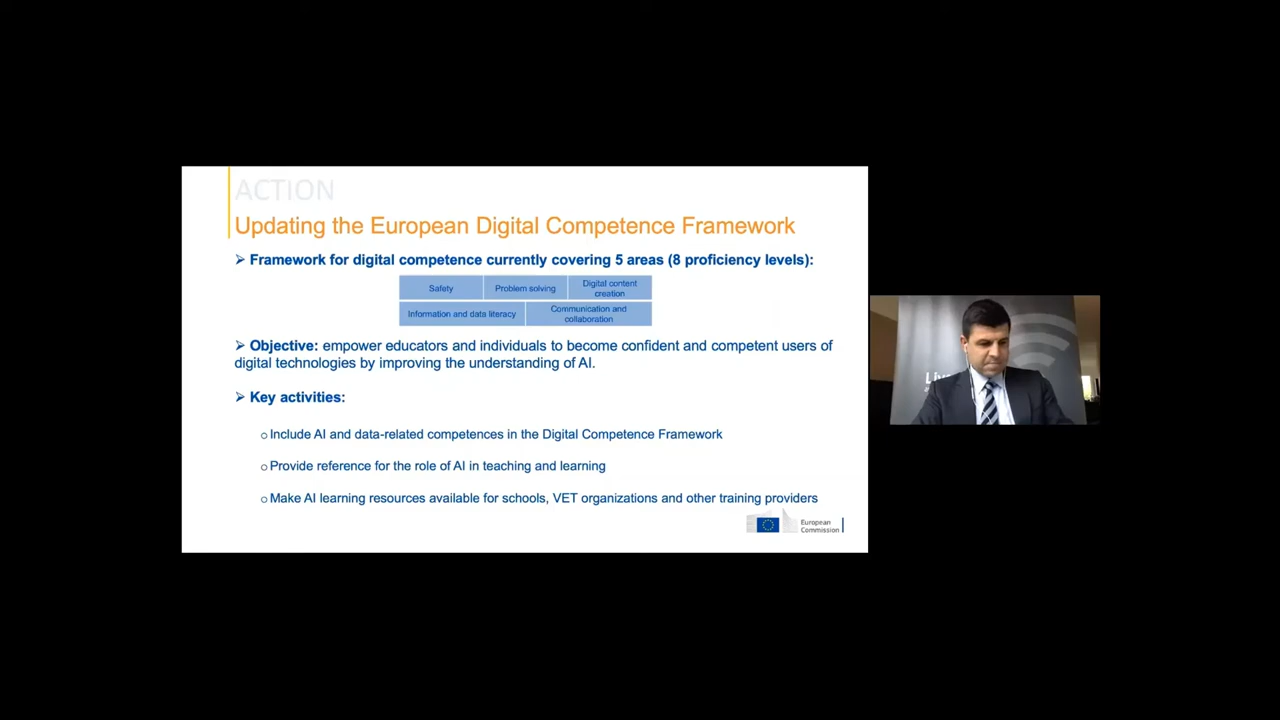 ACTION
Updating the European Digital Competence Framework
➢ Framework for digital competence currently covering 5 areas (8 proficiency levels):
Safety
Problem solving
Digital content
creation
Information and data literacy
Communication and
collaboration
➢ Objective: empower educators and individuals to become confident and competent users of
digital technologies by improving the understanding of AI.
➢ Key activities:
o Include AI and data-related competences in the Digital Competence Framework
o Provide reference for the role of AI in teaching and learning
o Make AI learning resources available for schools, VET organizations and other training providers
European
Commission